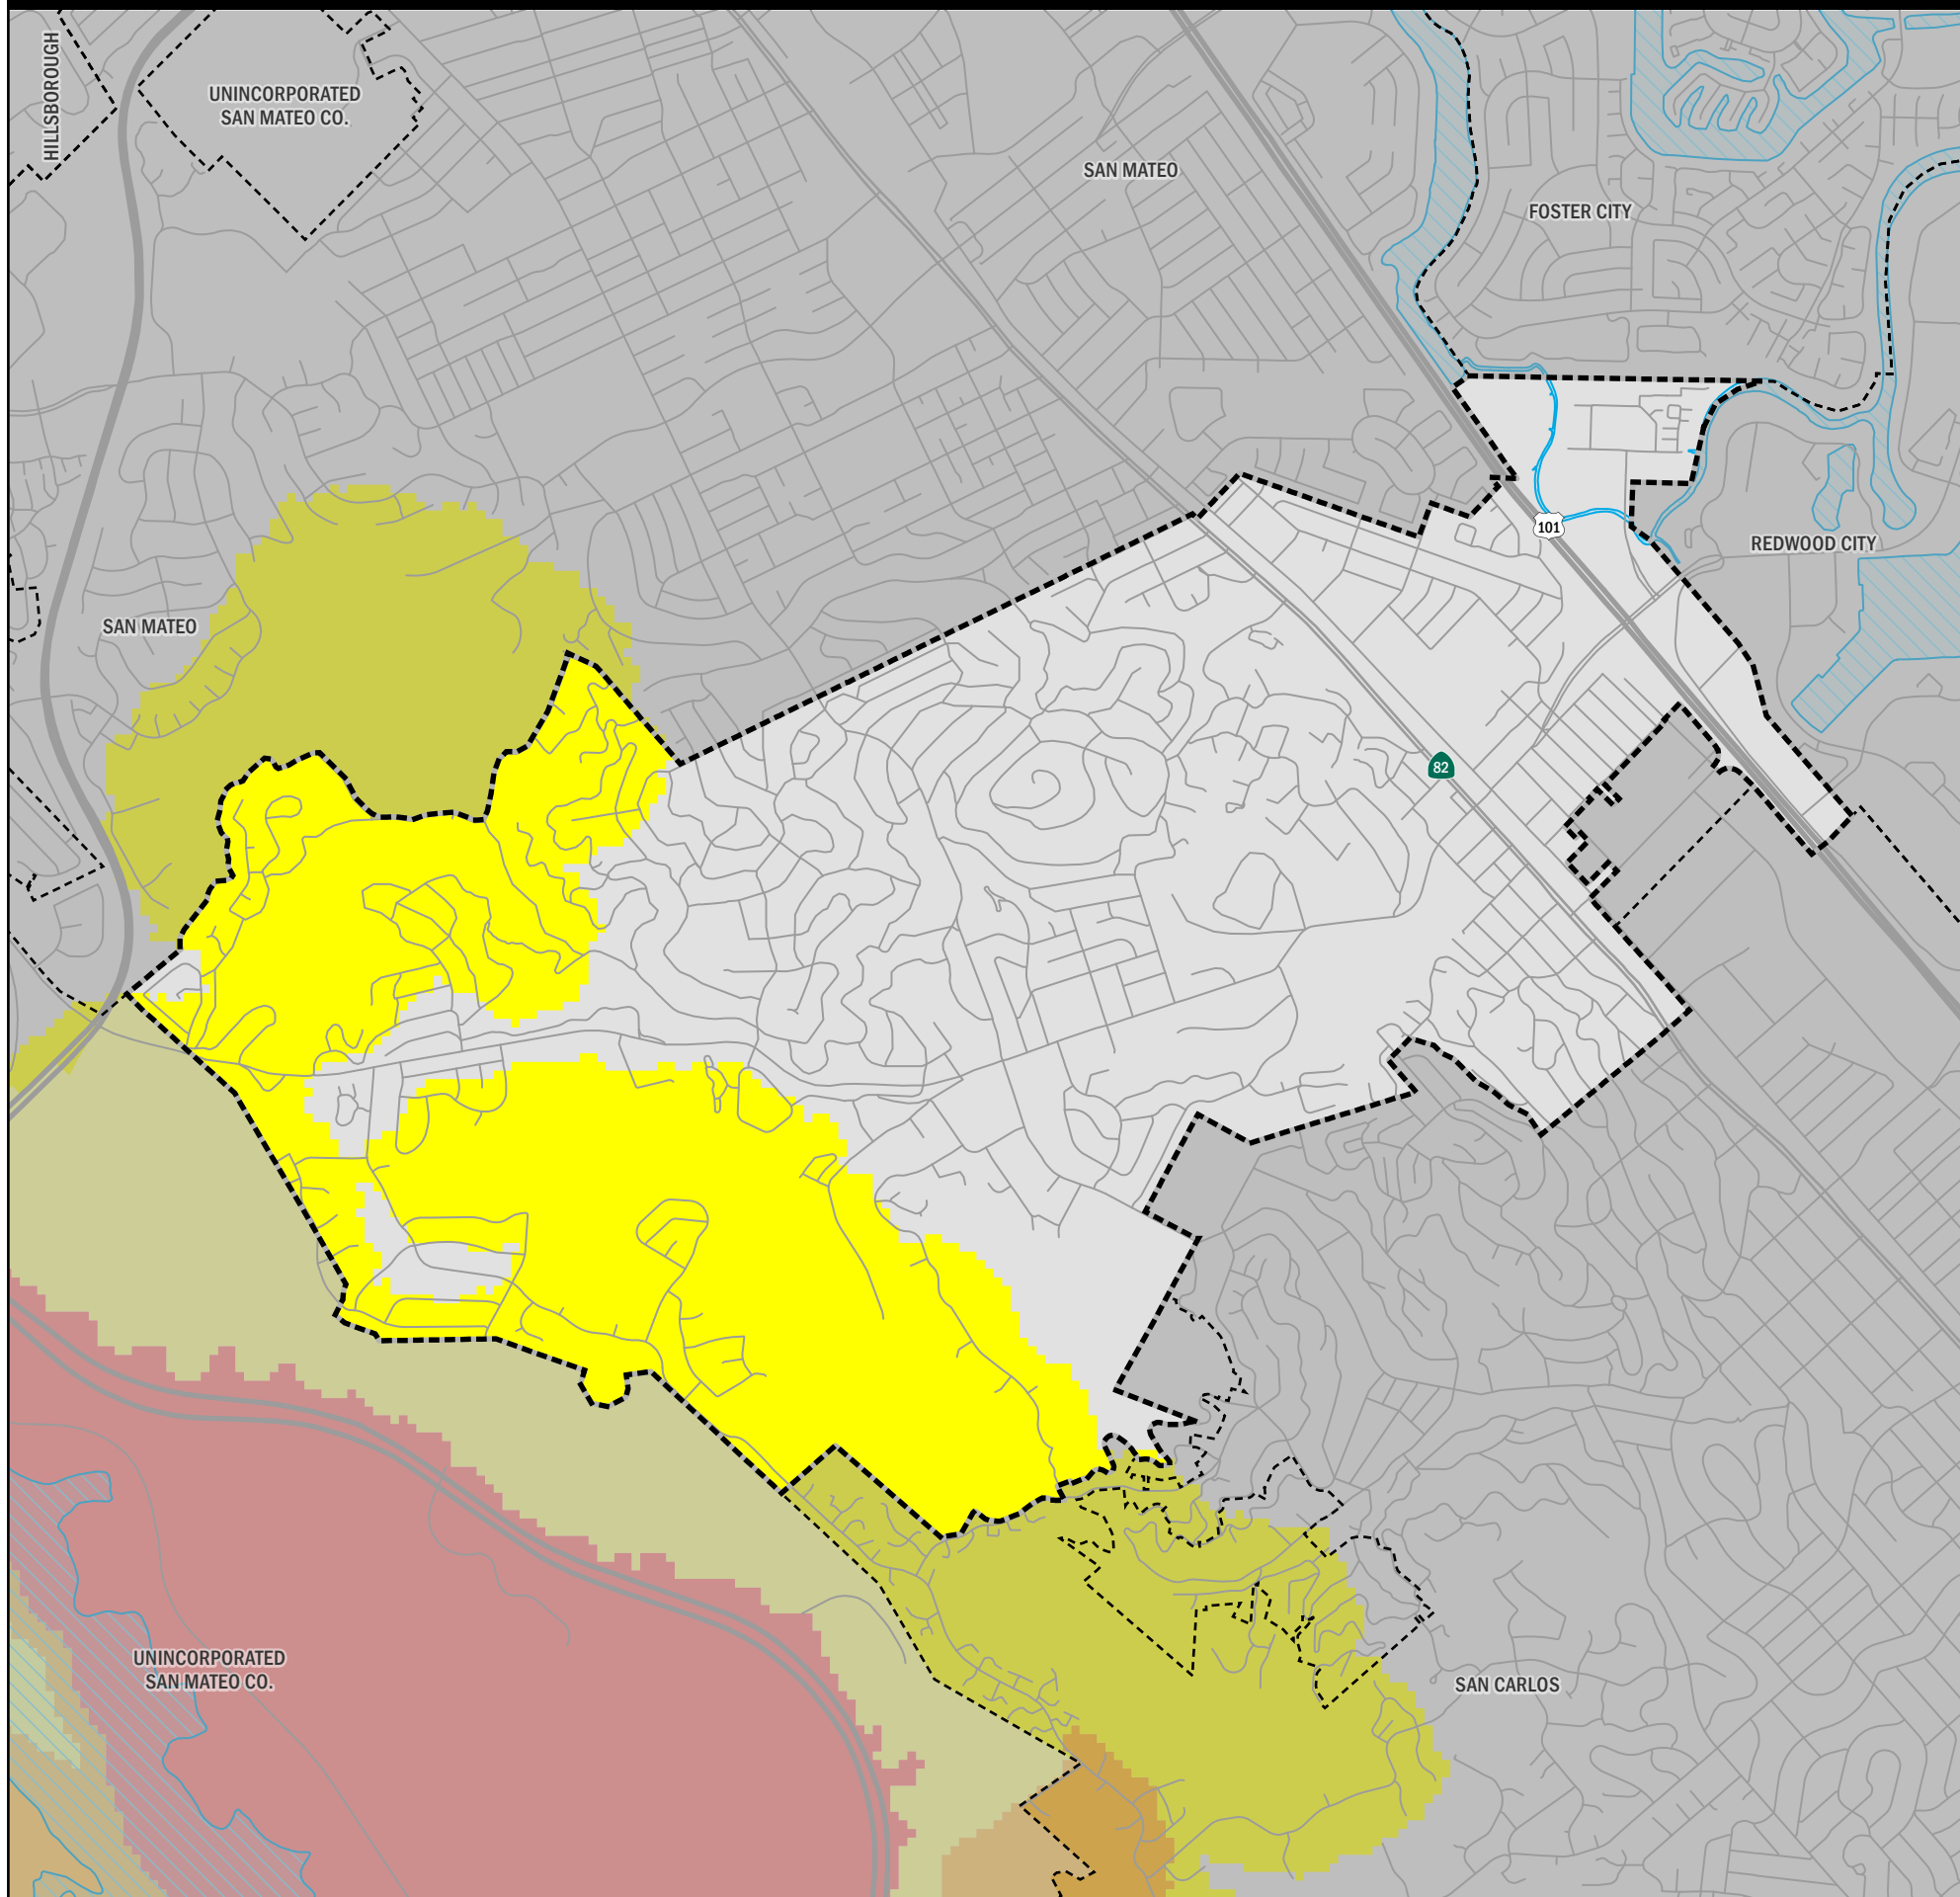 HILLSBOROUGH
UNINCORPORATED
SAN MATEO CO.
SAN MATEO
FOSTER CITY
101
REDWOOD CITY
SAN MATEO
82
UNINCORPORATED
SAN MATEO CO.
SAN CARLOS